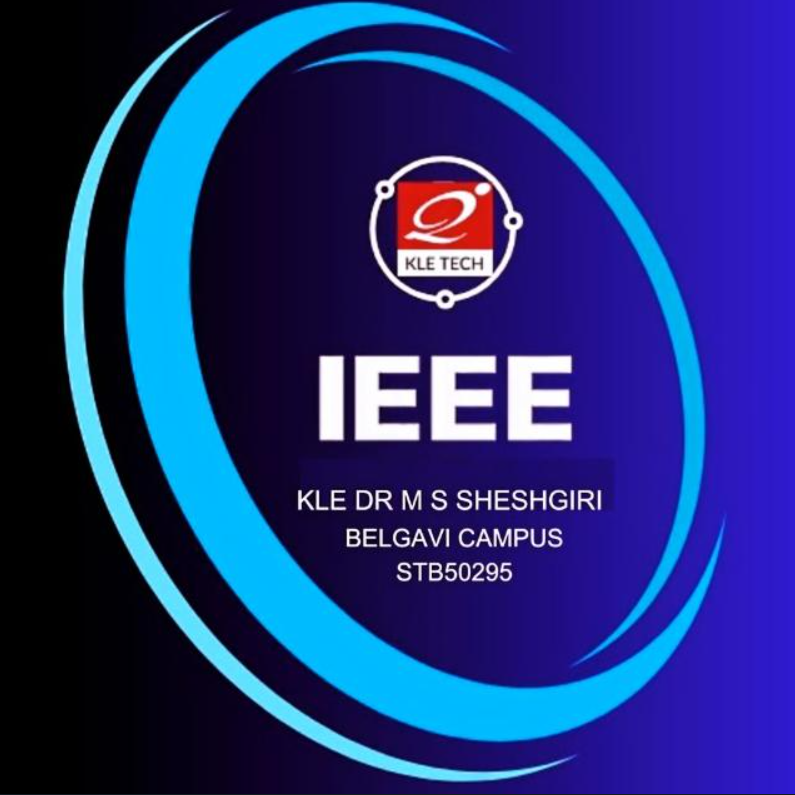 KLE TECH
IEEE
KLE DR M S SHESHGIRI
BELGAVI CAMPUS
STB50295